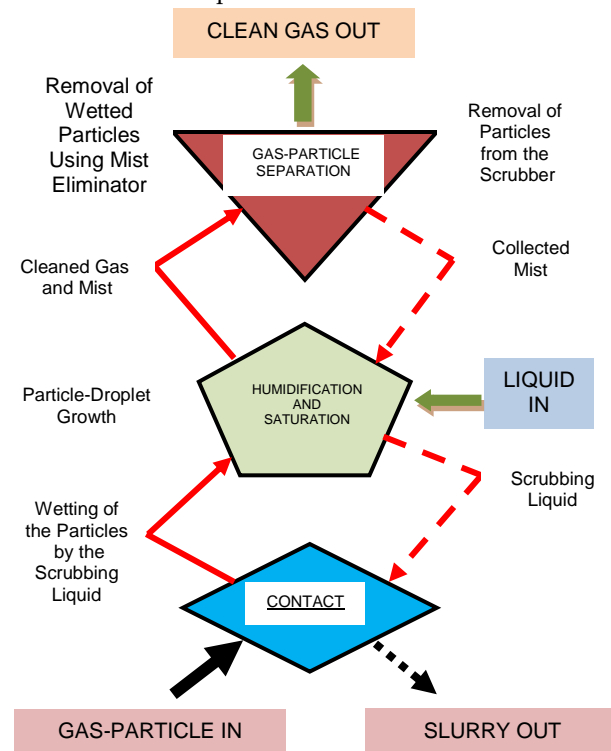 CLEAN GAS OUT
Removal of
Wetted
Particles
Using Mist
Eliminator
GAS-PARTICLE
SEPARATION
Removal of
Particles
from the
Scrubber
Cleaned Gas
and Mist
Collected
Mist
Particle-Droplet
Growth
HUMIDIFICATION
AND
SATURATION
LIQUID
IN
Wetting of
the Particles
by the
Scrubbing
Liquid
Scrubbing
Liquid
CONTACT
GAS-PARTICLE IN
SLURRY OUT